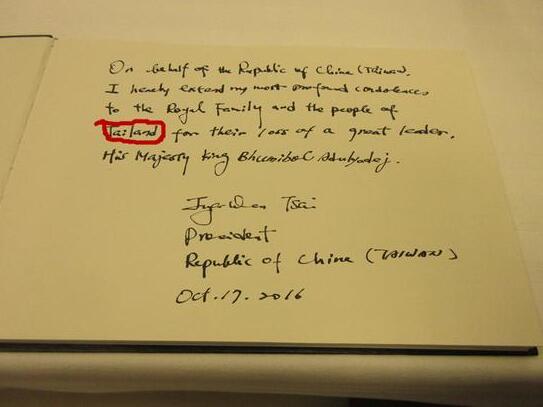 On behalf of the Republic of China (Taiwan),
I hereby extend my most profound condolences
to the Royal Family and the people of
Tailand for their loss of a great leader,
His Majesty King Bhumibol Adulyadej.
Ing-wen Tsai
President
Republic of China (TAIWAN)
Oct. 17. 2016